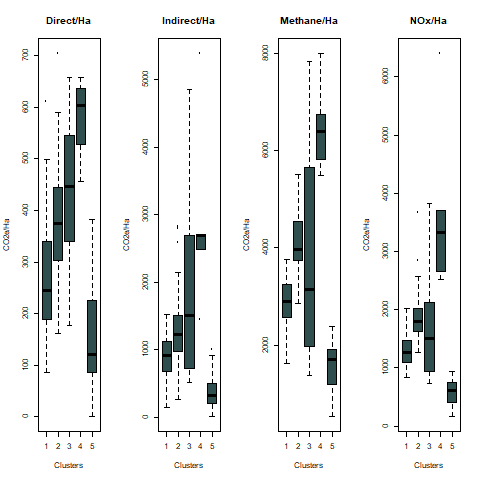 Direct/Ha
Indirect/Ha
Methane/Ha
NOx/Ha
CO2e/Ha
0
100
200
300
400
500
600
700
1 2 3 4 5
Clusters
CO2e/Ha
0
1000
2000
3000
4000
5000
1 2 3 4 5
Clusters
CO2e/Ha
2000
4000
6000
8000
1 2 3 4 5
Clusters
CO2e/Ha
0
1000
2000
3000
4000
5000
6000
1 2 3 4 5
Clusters